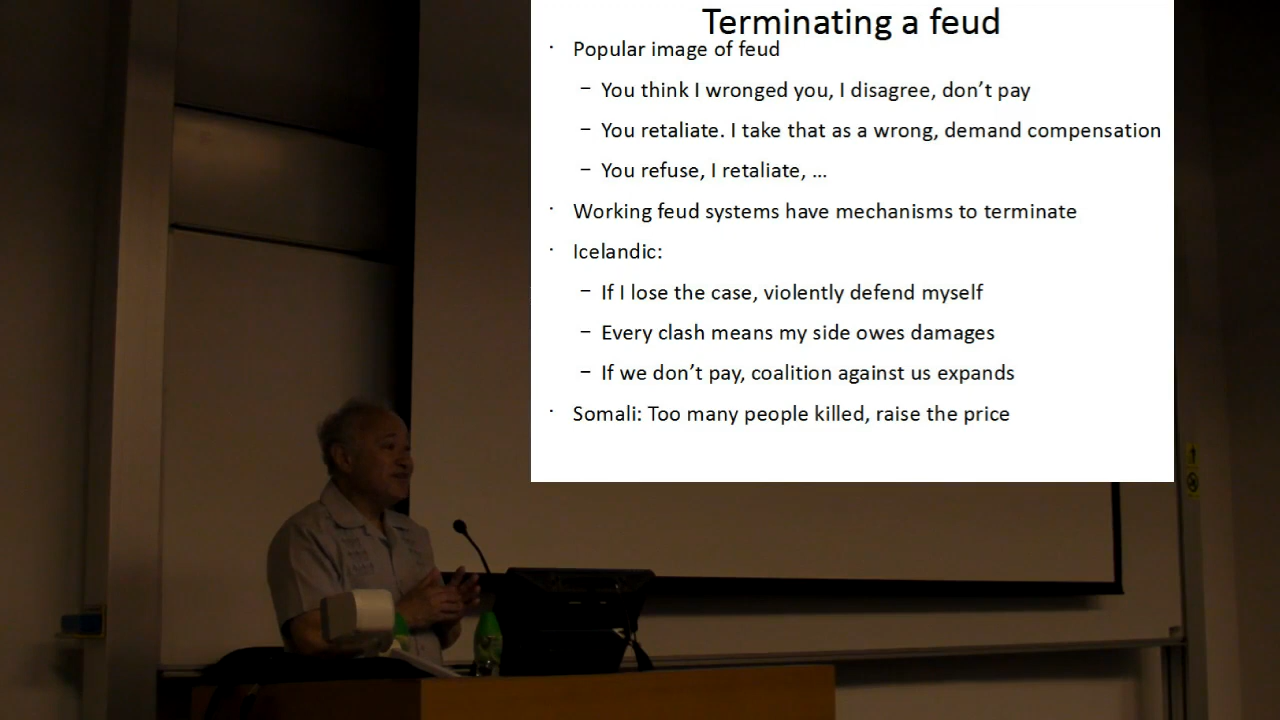 Terminating a feud
· Popular image of feud
– You think I wronged you, I disagree, don’t pay
– You retaliate. I take that as a wrong, demand compensation
– You refuse, I retaliate, …
· Working feud systems have mechanisms to terminate
· Icelandic:
– If I lose the case, violently defend myself
– Every clash means my side owes damages
– If we don’t pay, coalition against us expands
· Somali: Too many people killed, raise the price